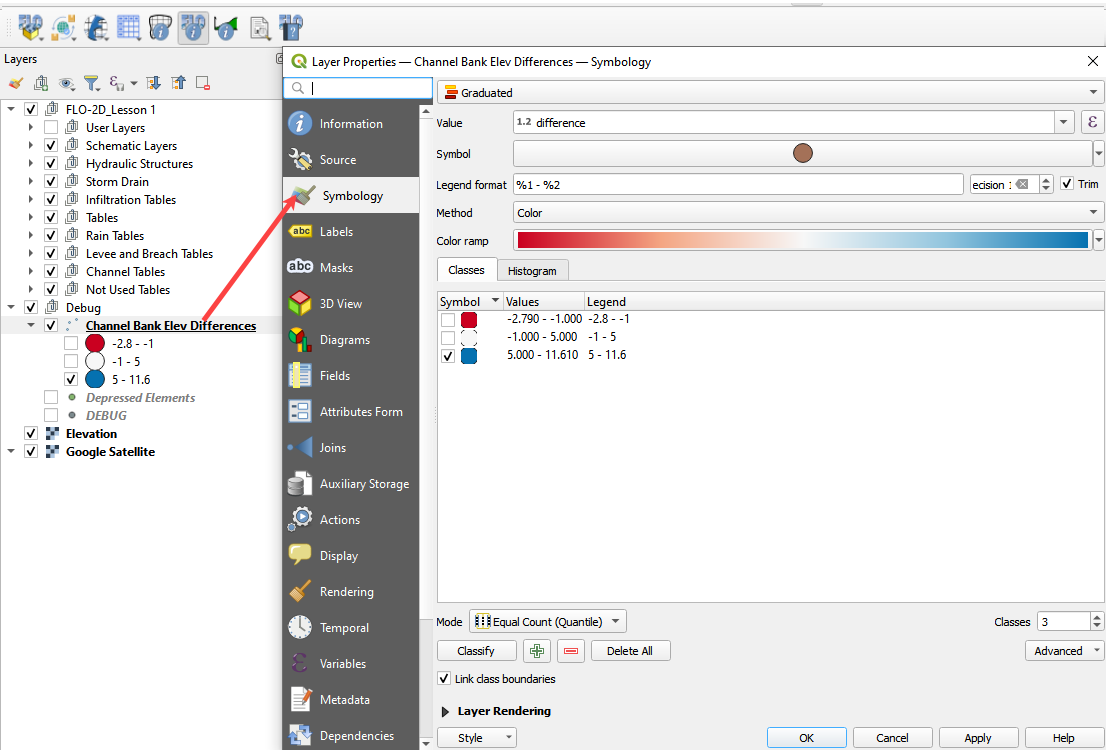 Layers
FLO-2D_Lesson 1
User Layers
Schematic Layers
Hydraulic Structures
Storm Drain
Infiltration Tables
Tables
Rain Tables
Levee and Breach Tables
Channel Tables
Not Used Tables
Debug
Channel Bank Elev Differences
-2.8 - -1
-1 - 5
5 - 11.6
Depressed Elements
DEBUG
Elevation
Google Satellite
Layer Properties — Channel Bank Elev Differences — Symbology
Information
Source
Symbology
abc Labels
abc Masks
3D View
Diagrams
Fields
Attributes Form
Joins
Auxiliary Storage
Actions
Display
Rendering
Temporal
Variables
Metadata
Dependencies
Graduated
Value 1.2 difference ε
Symbol
Legend format %1 - %2 ecision 1 Trim
Method Color
Color ramp
Classes Histogram
Symbol Values Legend
-2.790 - -1.000 -2.8 - -1
-1.000 - 5.000 -1 - 5
5.000 - 11.610 5 - 11.6
Mode Equal Count (Quantile) Classes 3
Classify Delete All Advanced
Link class boundaries
Layer Rendering
Style OK Cancel Apply Help